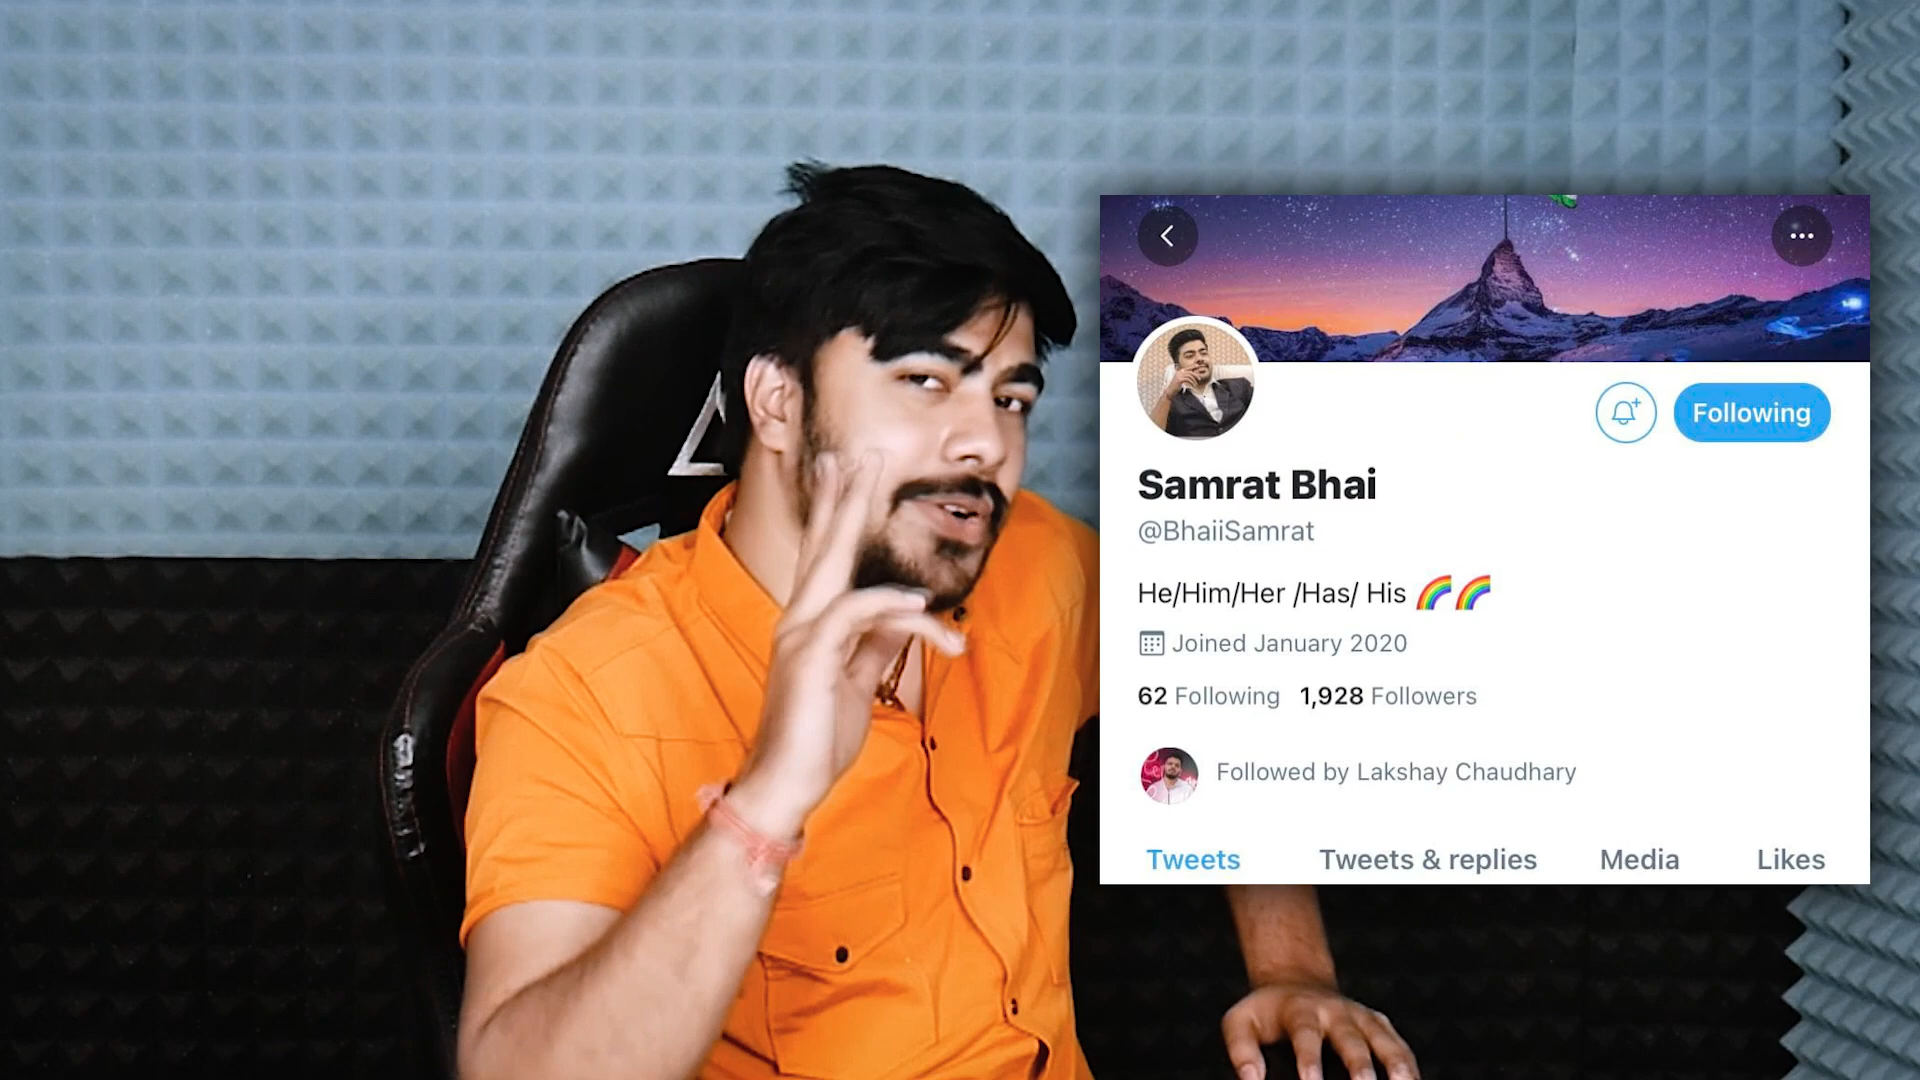 Following
Samrat Bhai
@BhaiiSamrat
He/Him/Her /Has/ His 🌈🌈
Joined January 2020
62 Following 1,928 Followers
Followed by Lakshay Chaudhary
Tweets Tweets & replies Media Likes